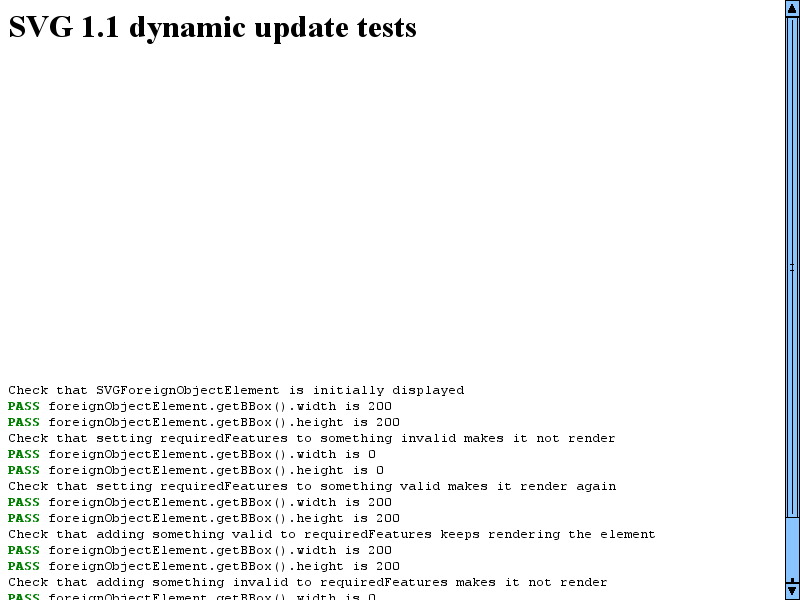 SVG 1.1 dynamic update tests
Check that SVGForeignObjectElement is initially displayed
PASS foreignObjectElement.getBBox().width is 200
PASS foreignObjectElement.getBBox().height is 200
Check that setting requiredFeatures to something invalid makes it not render
PASS foreignObjectElement.getBBox().width is 0
PASS foreignObjectElement.getBBox().height is 0
Check that setting requiredFeatures to something valid makes it render again
PASS foreignObjectElement.getBBox().width is 200
PASS foreignObjectElement.getBBox().height is 200
Check that adding something valid to requiredFeatures keeps rendering the element
PASS foreignObjectElement.getBBox().width is 200
PASS foreignObjectElement.getBBox().height is 200
Check that adding something invalid to requiredFeatures makes it not render
PASS foreignObjectElement.getBBox().width is 0